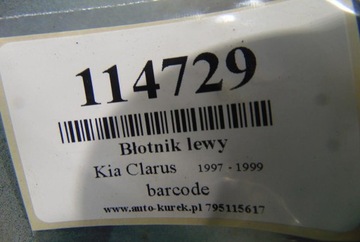 114729
Błotnik lewy
Kia Clarus 1997 - 1999
barcode
www.auto-kurek.pl 795115617